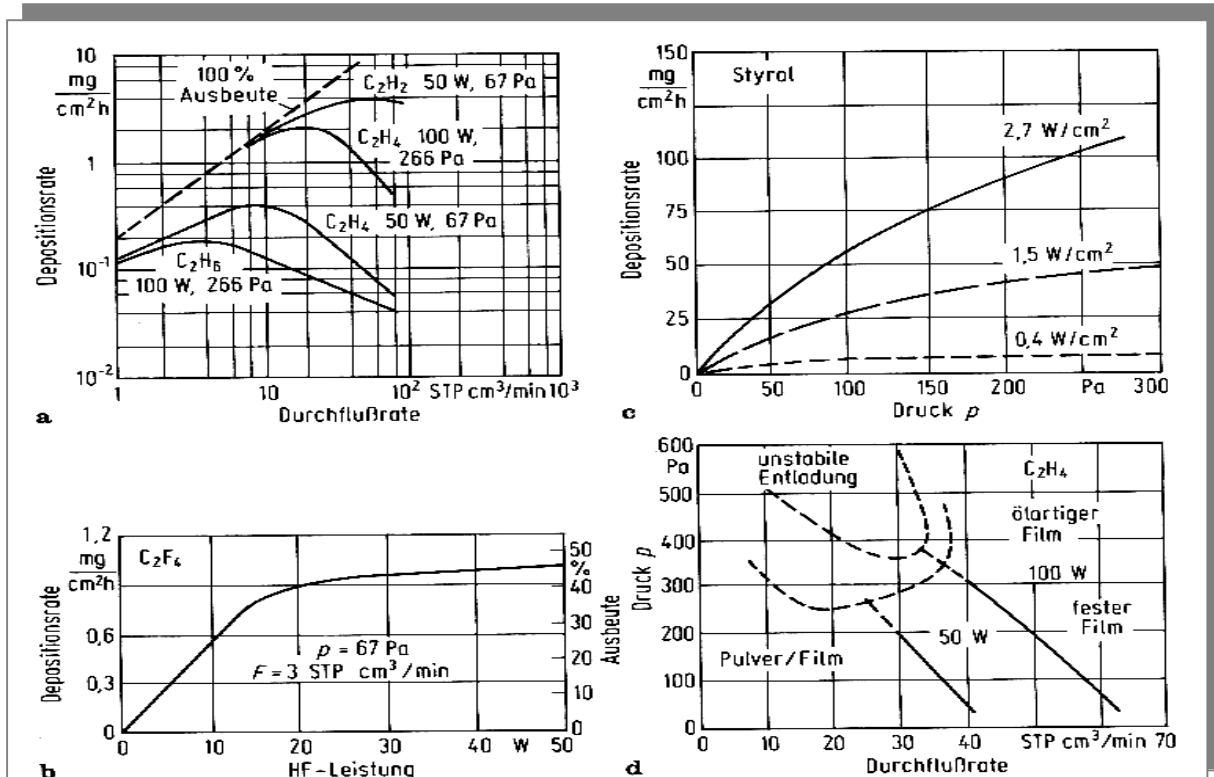 10
mg
cm²h
1
10⁻¹
10⁻²
Depositionsrate
100 %
Ausbeute
C₂H₂ 50 W, 67 Pa
C₂H₄ 100 W,
266 Pa
C₂H₄ 50 W, 67 Pa
C₂H₆
100 W, 266 Pa
1 10 10² STP cm³/min 10³
Durchflußrate
a
150
mg
cm²h
100
75
50
25
0
Depositionsrate
Styrol
2,7 W/cm²
1,5 W/cm²
0,4 W/cm²
0 50 100 150 200 Pa 300
Druck p
c
1,2
mg
cm²h
0,6
0,3
0
Depositionsrate
C₂F₄
p = 67 Pa
F = 3 STP cm³/min
50
%
40
30
20
10
0
Ausbeute
0 10 20 30 40 W 50
HF-Leistung
b
600
Pa
500
400
300
200
100
0
Druck p
unstabile
Entladung
C₂H₄
ölartiger
Film
100 W
fester
Film
50 W
Pulver/Film
0 10 20 30 40 STP cm³/min 70
Durchflußrate
d